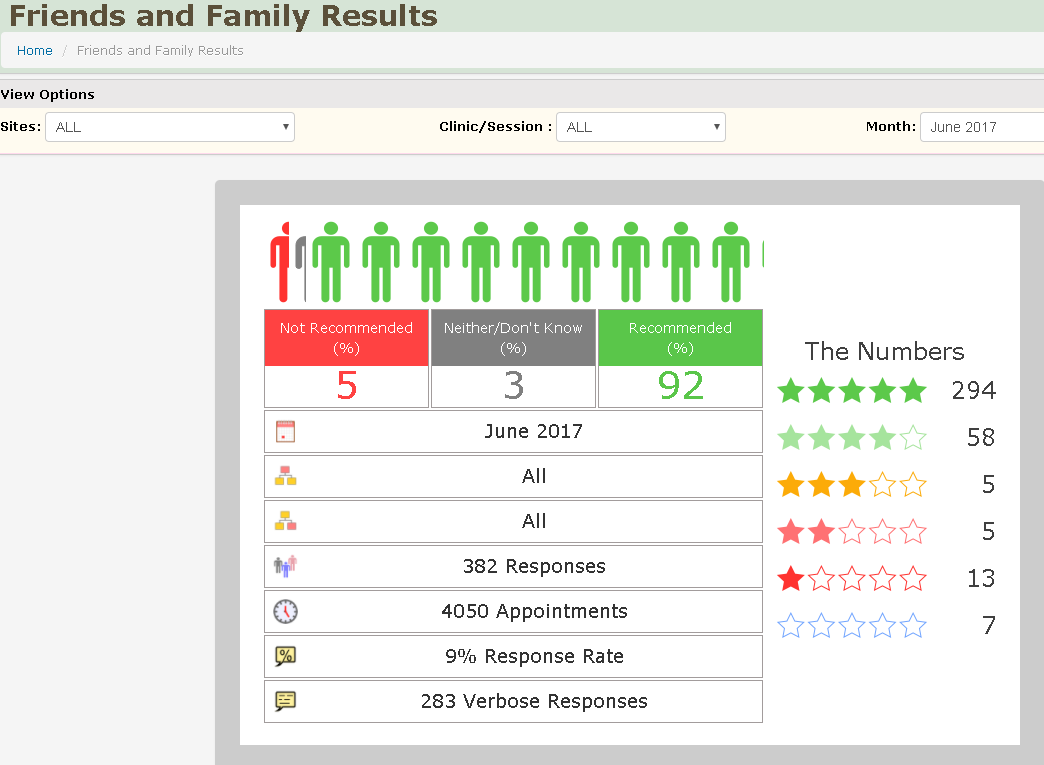 Friends and Family Results
Home / Friends and Family Results
View Options
Sites: ALL Clinic/Session : ALL Month: June 2017
Not Recommended (%)
Neither/Don't Know (%)
Recommended (%)
5 3 92
June 2017
All
All
382 Responses
4050 Appointments
9% Response Rate
283 Verbose Responses
The Numbers
294
58
5
5
13
7